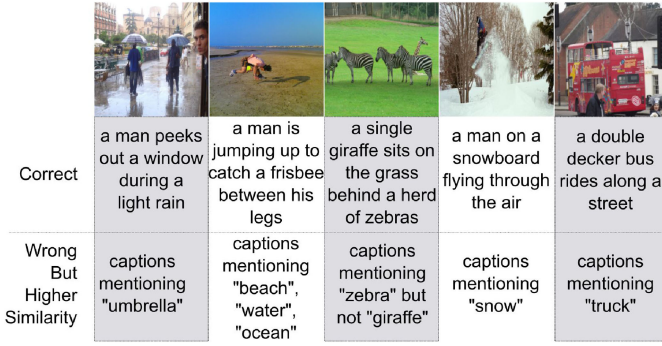 Correct
a man peeks
out a window
during a
light rain
a man is
jumping up to
catch a frisbee
between his
legs
a single
giraffe sits on
the grass
behind a herd
of zebras
a man on a
snowboard
flying through
the air
a double
decker bus
rides along a
street
Wrong
But
Higher
Similarity
captions
mentioning
"umbrella"
captions
mentioning
"beach",
"water",
"ocean"
captions
mentioning
"zebra" but
not "giraffe"
captions
mentioning
"snow"
captions
mentioning
"truck"